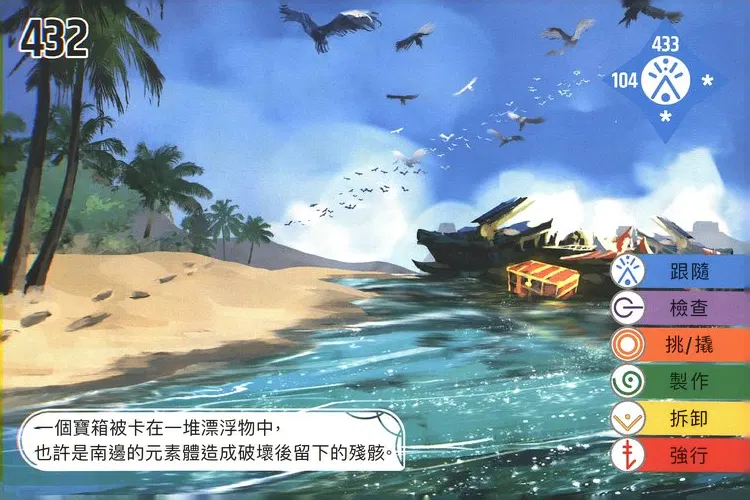 432
433
104 * 
*
跟隨
檢查
挑/撬
製作
拆卸
強行
一個寶箱被卡在一堆漂浮物中，
也許是南邊的元素體造成破壞後留下的殘骸。